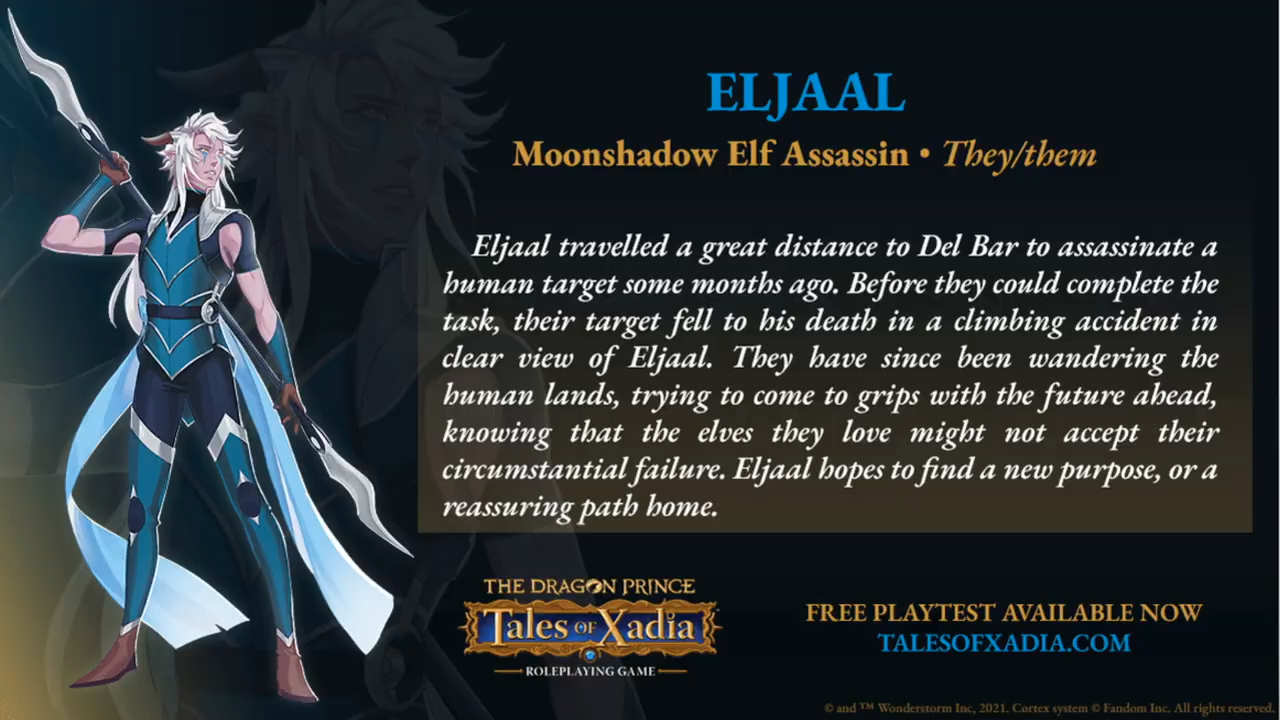 ELJAAL
Moonshadow Elf Assassin • They/them
Eljaal travelled a great distance to Del Bar to assassinate a
human target some months ago. Before they could complete the
task, their target fell to his death in a climbing accident in
clear view of Eljaal. They have since been wandering the
human lands, trying to come to grips with the future ahead,
knowing that the elves they love might not accept their
circumstantial failure. Eljaal hopes to find a new purpose, or a
reassuring path home.
THE DRAGON PRINCE
Tales OF Xadia
ROLEPLAYING GAME
FREE PLAYTEST AVAILABLE NOW
TALESOFXADIA.COM
© and ™ Wonderstorm Inc, 2021. Cortex system © Fandom Inc. All rights reserved.